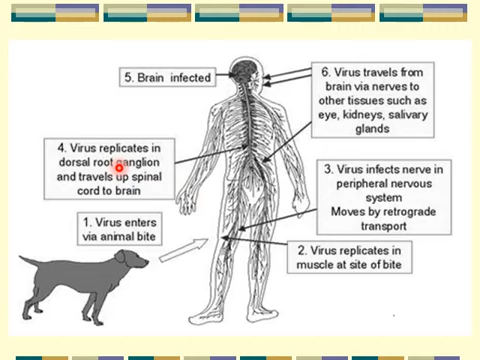 5. Brain infected
6. Virus travels from
brain via nerves to
other tissues such as
eye, kidneys, salivary
glands
4. Virus replicates in
dorsal root ganglion
and travels up spinal
cord to brain
3. Virus infects nerve in
peripheral nervous
system
Moves by retrograde
transport
1. Virus enters
via animal bite
2. Virus replicates in
muscle at site of bite